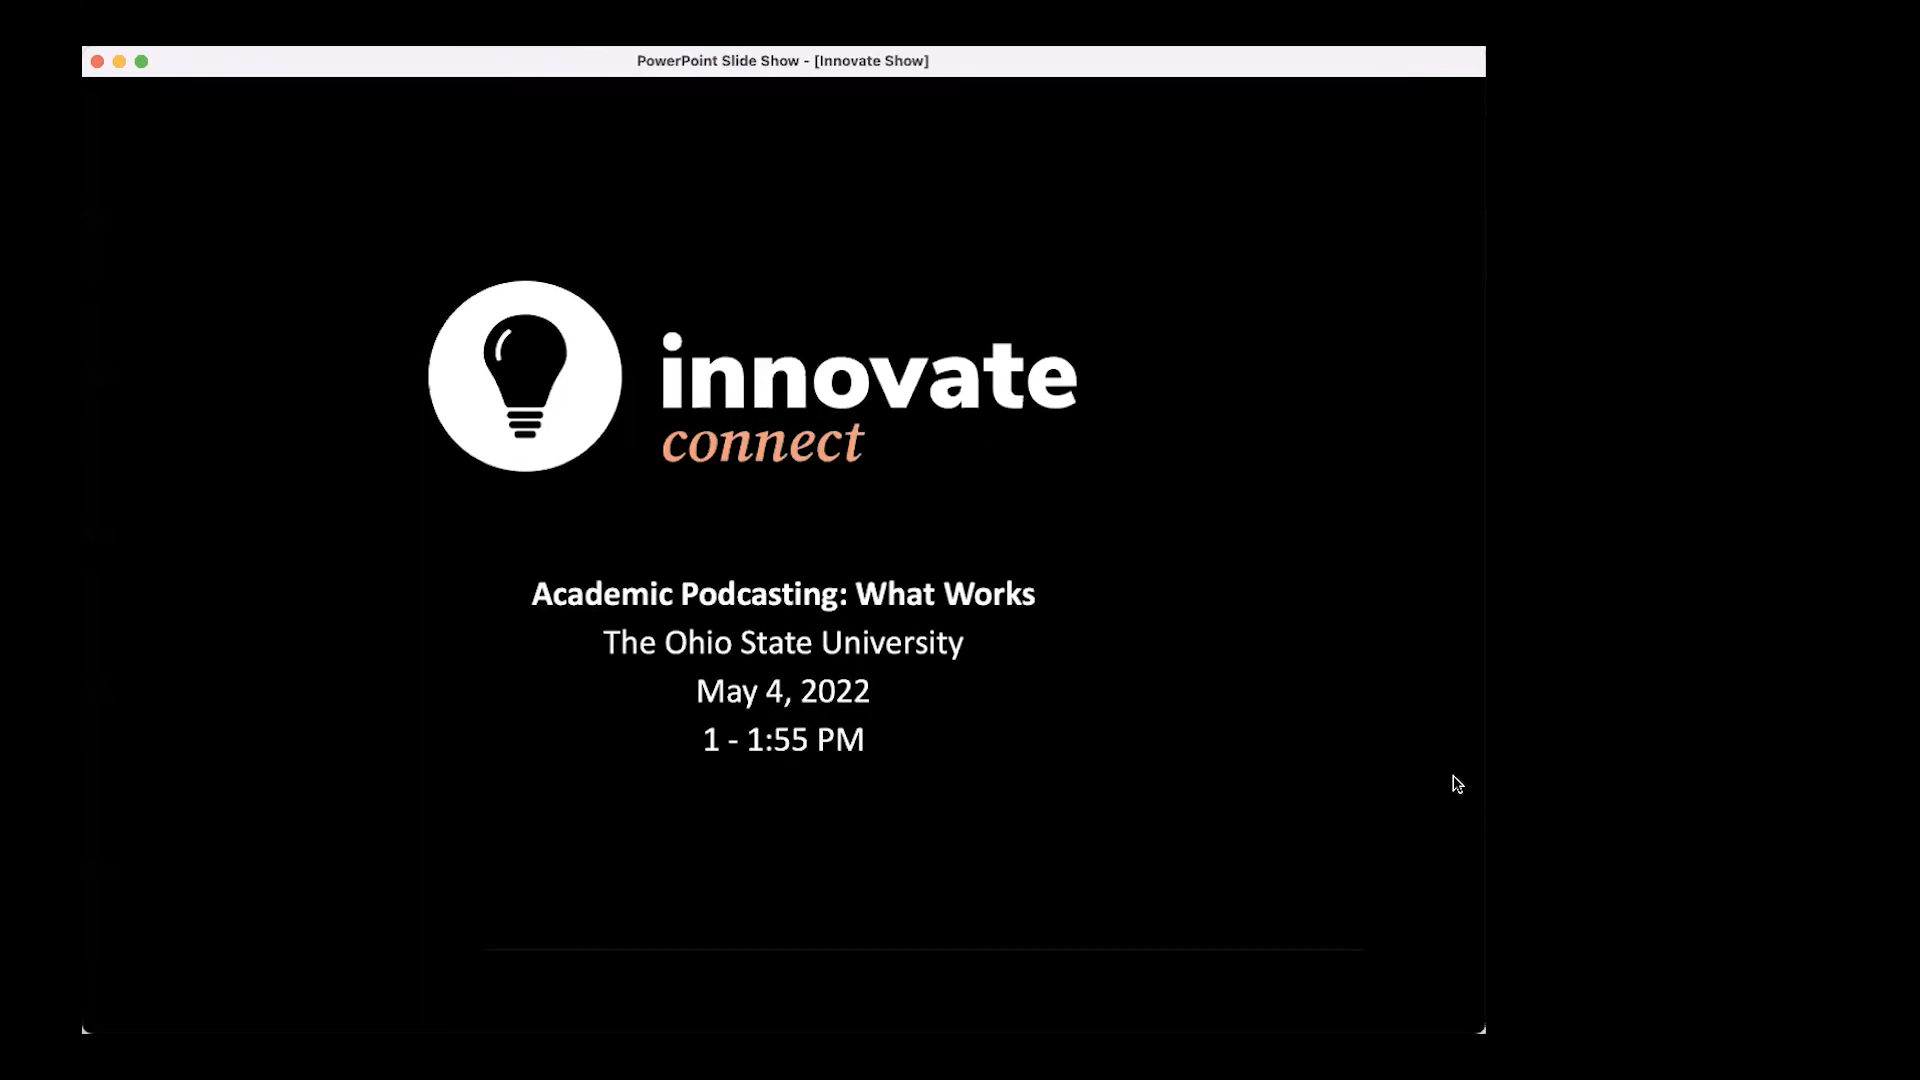 PowerPoint Slide Show - [Innovate Show]
innovate
connect
Academic Podcasting: What Works
The Ohio State University
May 4, 2022
1 - 1:55 PM